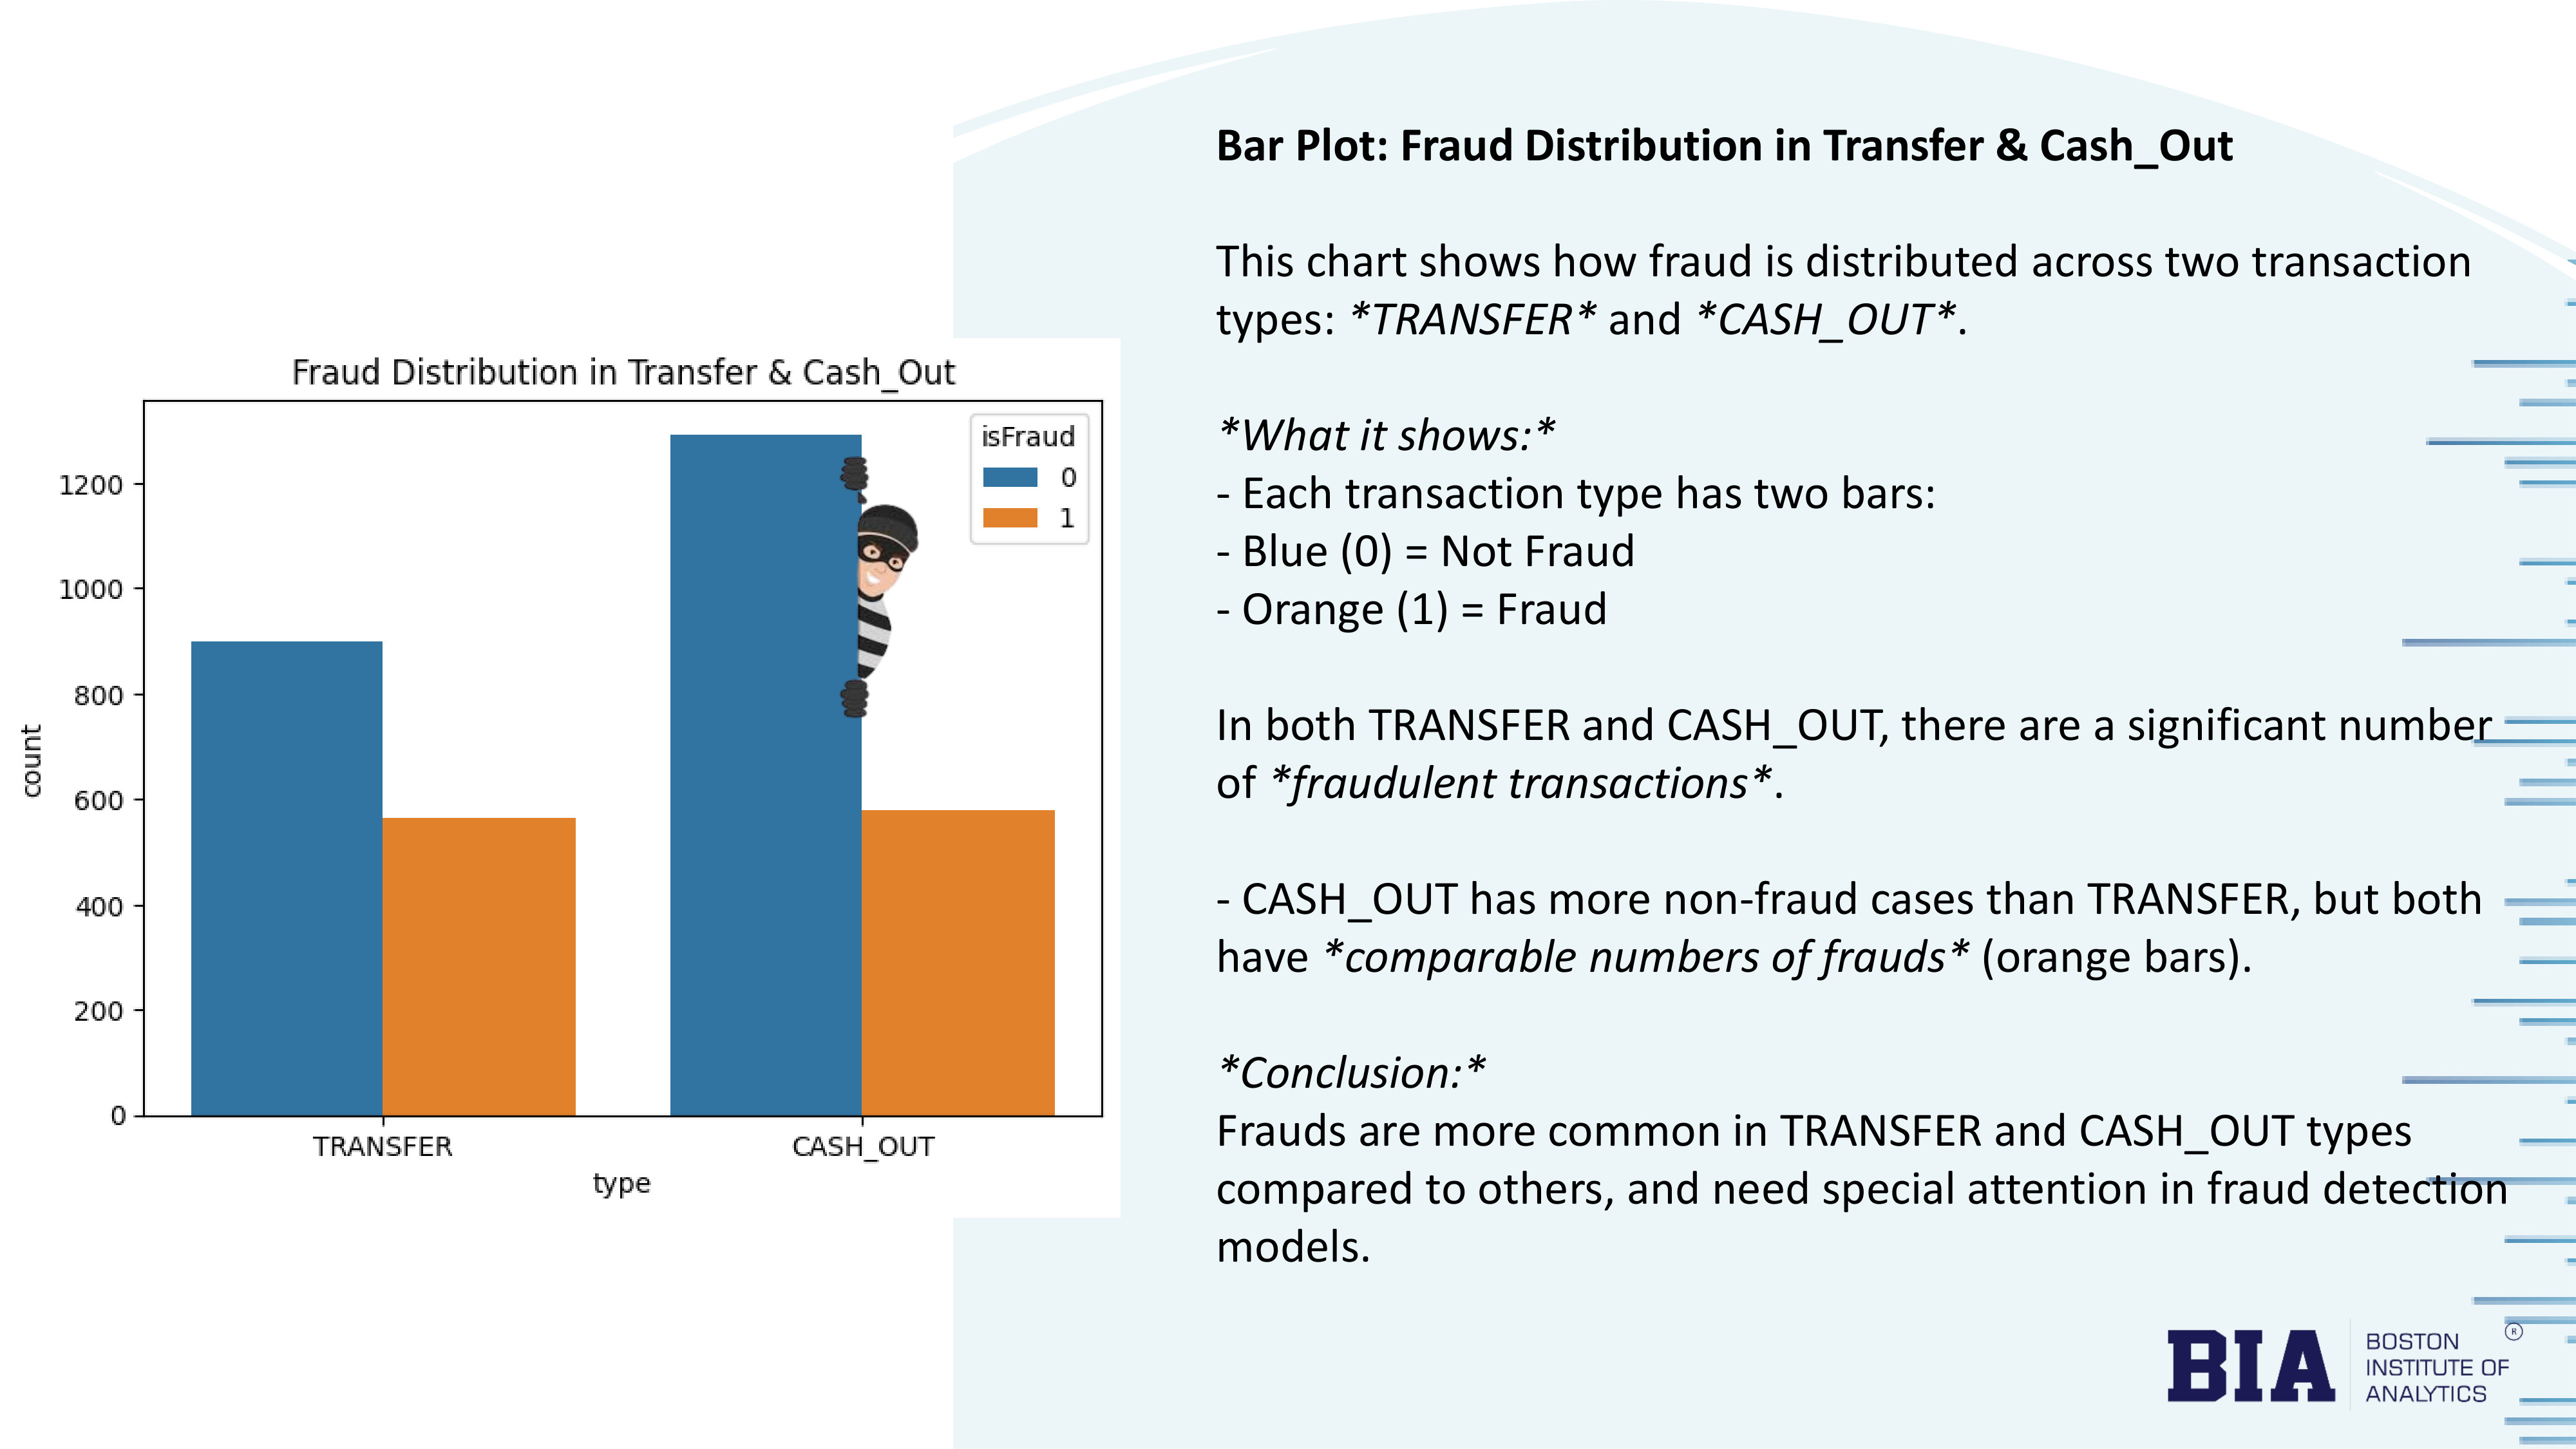 Fraud Distribution in Transfer & Cash_Out
isFraud
0
1
1200
1000
800
600
400
200
0
count
TRANSFER
CASH_OUT
type
Bar Plot: Fraud Distribution in Transfer & Cash_Out
This chart shows how fraud is distributed across two transaction
types: *TRANSFER* and *CASH_OUT*.
*What it shows:*
- Each transaction type has two bars:
- Blue (0) = Not Fraud
- Orange (1) = Fraud
In both TRANSFER and CASH_OUT, there are a significant number
of *fraudulent transactions*.
- CASH_OUT has more non-fraud cases than TRANSFER, but both
have *comparable numbers of frauds* (orange bars).
*Conclusion:*
Frauds are more common in TRANSFER and CASH_OUT types
compared to others, and need special attention in fraud detection
models.
BIA
BOSTON
INSTITUTE OF
ANALYTICS
®